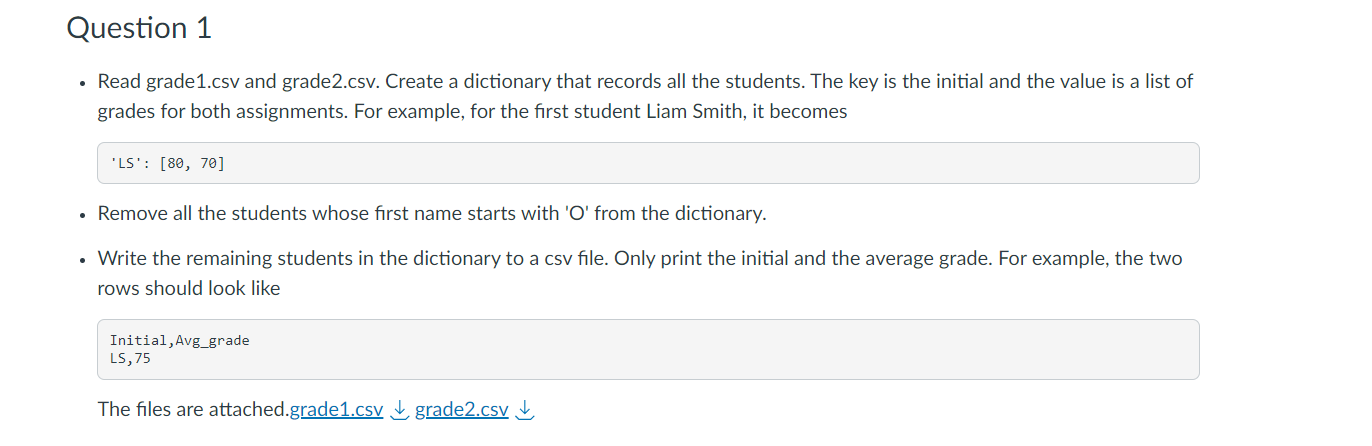 Question 1
• Read grade1.csv and grade2.csv. Create a dictionary that records all the students. The key is the initial and the value is a list of
grades for both assignments. For example, for the first student Liam Smith, it becomes
'LS': [80, 70]
• Remove all the students whose first name starts with 'O' from the dictionary.
• Write the remaining students in the dictionary to a csv file. Only print the initial and the average grade. For example, the two
rows should look like
Initial,Avg_grade
LS,75
The files are attached.grade1.csv grade2.csv